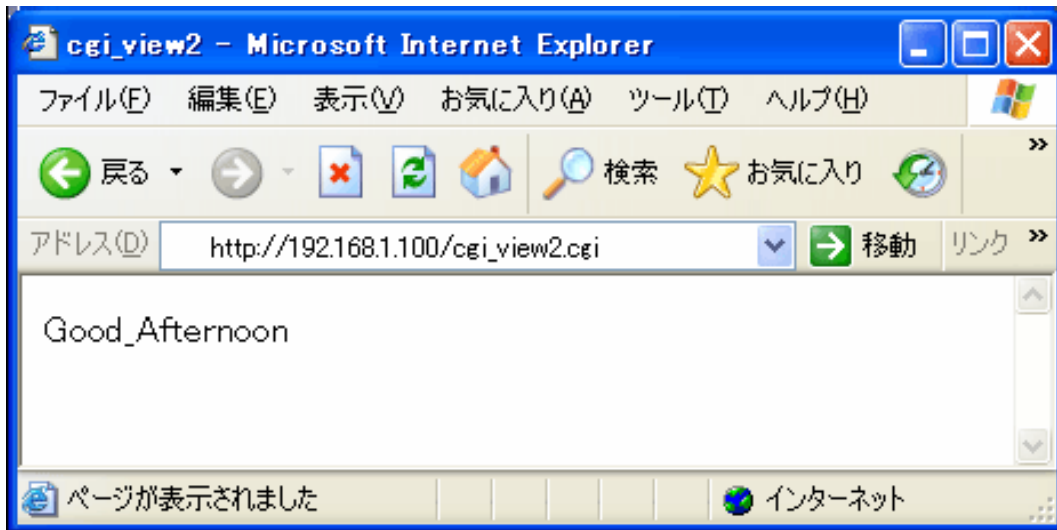 cgi_view2 - Microsoft Internet Explorer
ファイル(F) 編集(E) 表示(V) お気に入り(A) ツール(T) ヘルプ(H)
戻る 検索 お気に入り »
アドレス(D) http://192.168.1.100/cgi_view2.cgi 移動 リンク »
Good_Afternoon
ページが表示されました インターネット